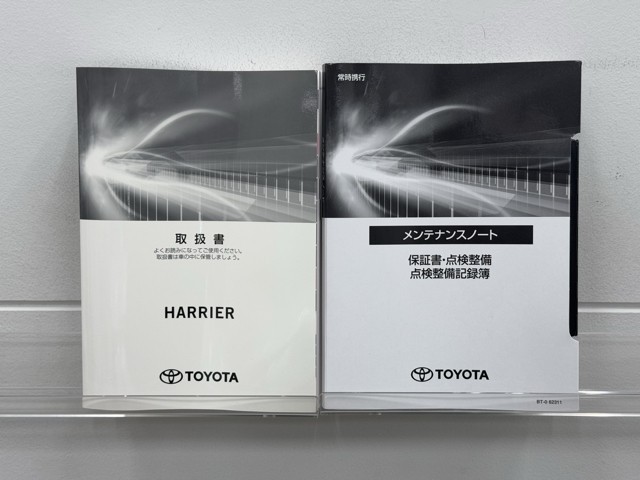 取扱書
よくお読みになってご使用ください。
取扱書は車の中に保管しましょう。
HARRIER
TOYOTA
常時携行
メンテナンスノート
保証書・点検整備
点検整備記録簿
TOYOTA